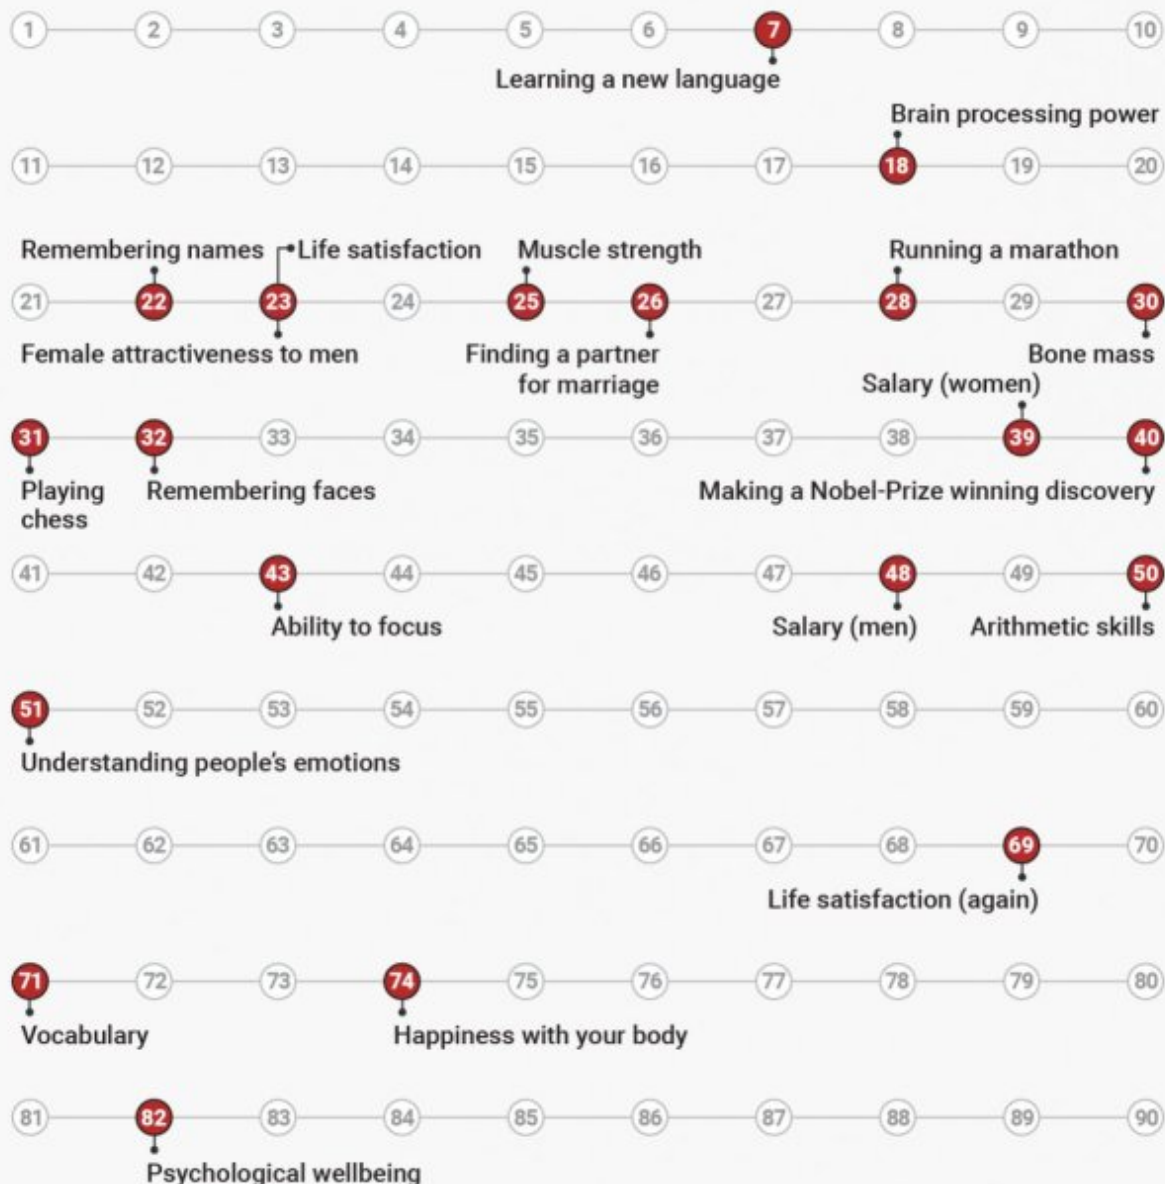 1 2 3 4 5 6 7 8 9 10
Learning a new language
Brain processing power
11 12 13 14 15 16 17 18 19 20
Remembering names Life satisfaction Muscle strength Running a marathon
21 22 23 24 25 26 27 28 29 30
Female attractiveness to men Finding a partner Bone mass
for marriage Salary (women)
31 32 33 34 35 36 37 38 39 40
Playing Remembering faces Making a Nobel-Prize winning discovery
chess
41 42 43 44 45 46 47 48 49 50
Ability to focus Salary (men) Arithmetic skills
51 52 53 54 55 56 57 58 59 60
Understanding people's emotions
61 62 63 64 65 66 67 68 69 70
Life satisfaction (again)
71 72 73 74 75 76 77 78 79 80
Vocabulary Happiness with your body
81 82 83 84 85 86 87 88 89 90
Psychological wellbeing